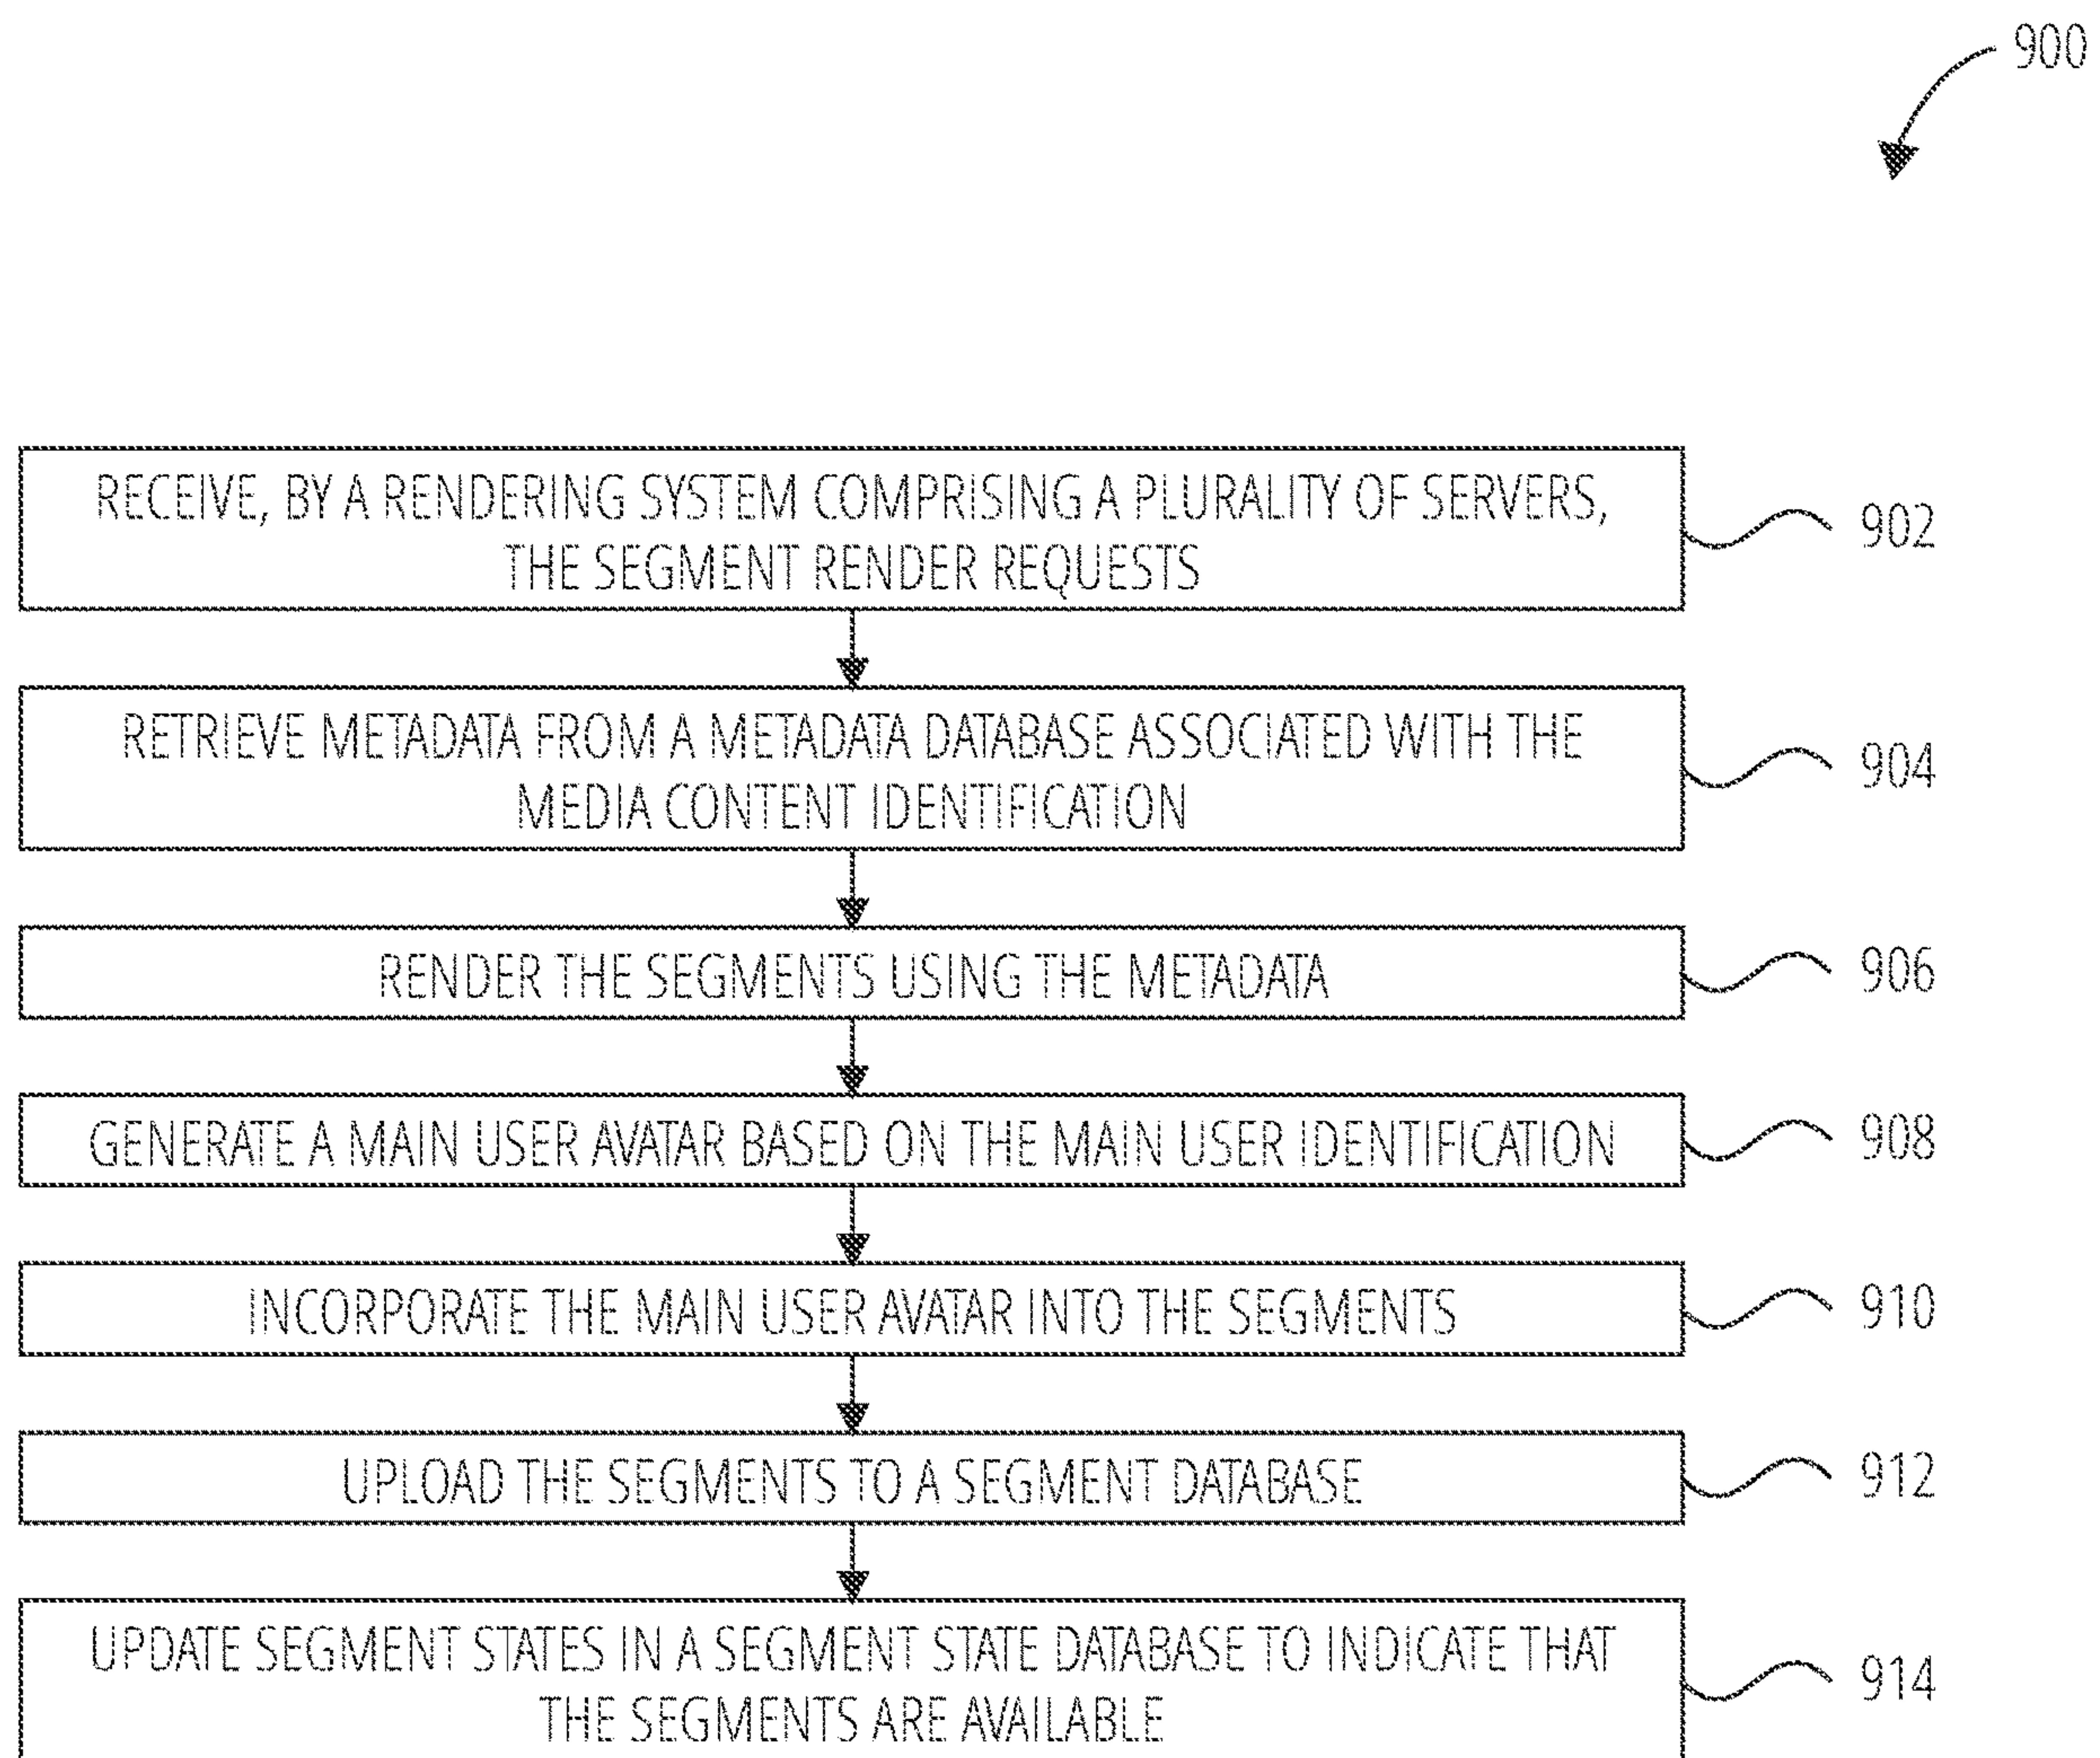 900
RECEIVE, BY A RENDERING SYSTEM COMPRISING A PLURALITY OF SERVERS,
THE SEGMENT RENDER REQUESTS
902
RETRIEVE METADATA FROM A METADATA DATABASE ASSOCIATED WITH THE
MEDIA CONTENT IDENTIFICATION
904
RENDER THE SEGMENTS USING THE METADATA
906
GENERATE A MAIN USER AVATAR BASED ON THE MAIN USER IDENTIFICATION
908
INCORPORATE THE MAIN USER AVATAR INTO THE SEGMENTS
910
UPLOAD THE SEGMENTS TO A SEGMENT DATABASE
912
UPDATE SEGMENT STATES IN A SEGMENT STATE DATABASE TO INDICATE THAT
THE SEGMENTS ARE AVAILABLE
914